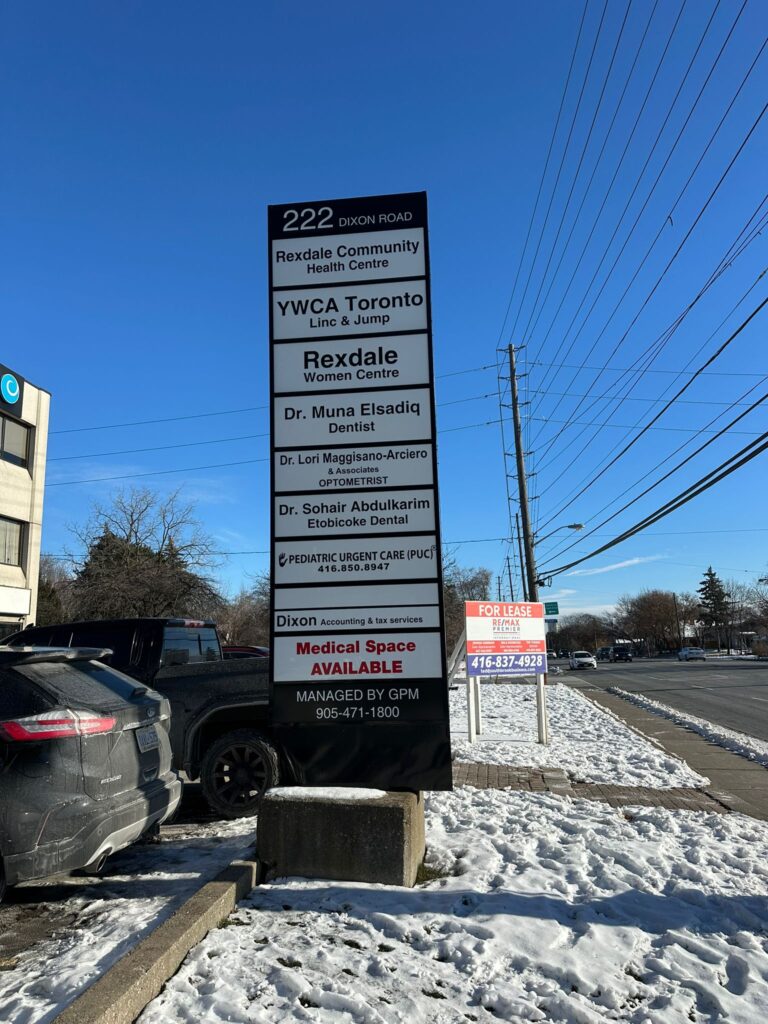 222 DIXON ROAD
Rexdale Community
Health Centre
YWCA Toronto
Linc & Jump
Rexdale
Women Centre
Dr. Muna Elsadiq
Dentist
Dr. Lori Maggisano-Arciero
& Associates
OPTOMETRIST
Dr. Sohair Abdulkarim
Etobicoke Dental
PEDIATRIC URGENT CARE (PUC)
416.850.8947
Dixon Accounting & tax services
Medical Space
AVAILABLE
MANAGED BY GPM
905-471-1800
FOR LEASE
RE/MAX
PREMIER
416-837-4928